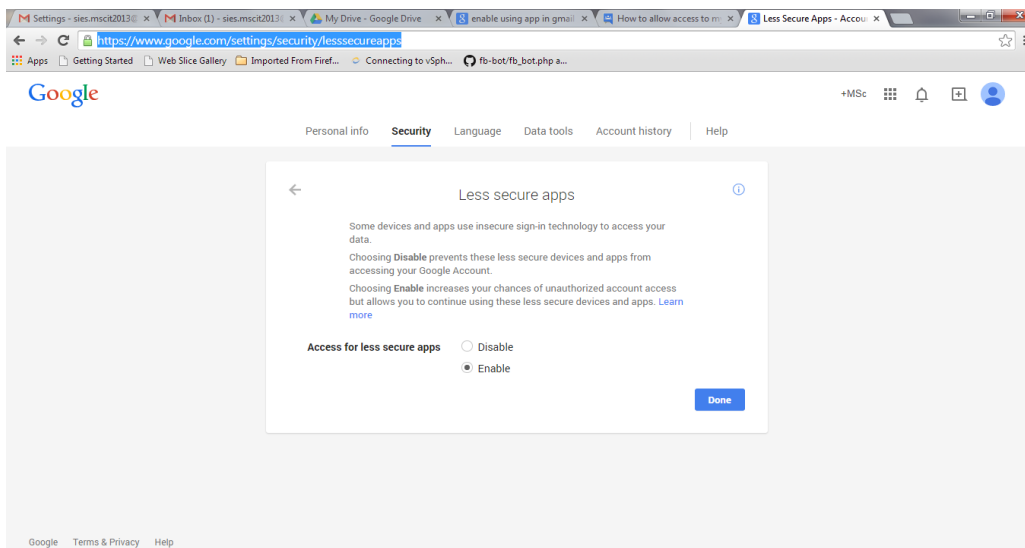 Settings - sies.mscit2013@
Inbox (1) - sies.mscit2013@
My Drive - Google Drive
enable using app in gmail
How to allow access to m
Less Secure Apps - Accou
https://www.google.com/settings/security/lesssecureapps
Apps Getting Started Web Slice Gallery Imported From Firef... Connecting to vSph... fb-bot/fb_bot.php a...
Google +MSc
Personal info Security Language Data tools Account history Help
Less secure apps
Some devices and apps use insecure sign-in technology to access your
data.
Choosing Disable prevents these less secure devices and apps from
accessing your Google Account.
Choosing Enable increases your chances of unauthorized account access
but allows you to continue using these less secure devices and apps. Learn
more
Access for less secure apps Disable
Enable
Done
Google Terms & Privacy Help